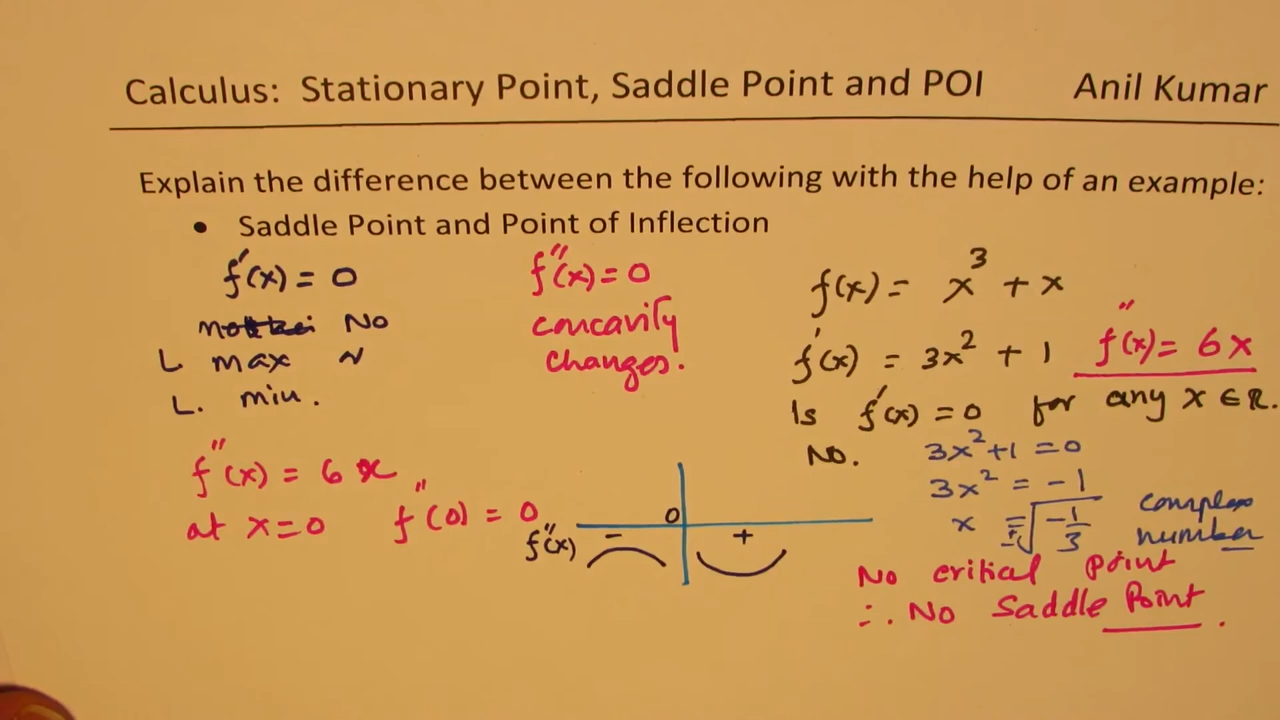 Calculus: Stationary Point, Saddle Point and POI Anil Kumar
Explain the difference between the following with the help of an example:
• Saddle Point and Point of Inflection
f'(x) = 0
No
L max
L. min.
f''(x) = 0
concavity
changes.
f(x) = x³ + x
f'(x) = 3x² + 1 f''(x) = 6x
Is f'(x) = 0 for any x ∈ R.
No. 3x²+1 = 0
3x² = -1
x = ±√(-1/3) complex
number
No critical point
∴ No Saddle Point.
f''(x) = 6x
at x=0 f''(0) = 0
0
f''(x) - +